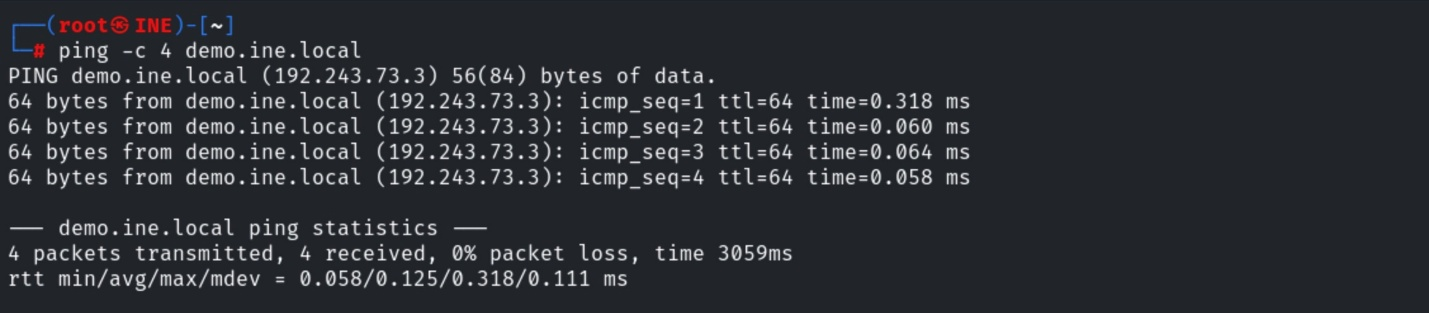 ┌──(root㉿INE)-[~]
└─# ping -c 4 demo.ine.local
PING demo.ine.local (192.243.73.3) 56(84) bytes of data.
64 bytes from demo.ine.local (192.243.73.3): icmp_seq=1 ttl=64 time=0.318 ms
64 bytes from demo.ine.local (192.243.73.3): icmp_seq=2 ttl=64 time=0.060 ms
64 bytes from demo.ine.local (192.243.73.3): icmp_seq=3 ttl=64 time=0.064 ms
64 bytes from demo.ine.local (192.243.73.3): icmp_seq=4 ttl=64 time=0.058 ms
--- demo.ine.local ping statistics ---
4 packets transmitted, 4 received, 0% packet loss, time 3059ms
rtt min/avg/max/mdev = 0.058/0.125/0.318/0.111 ms